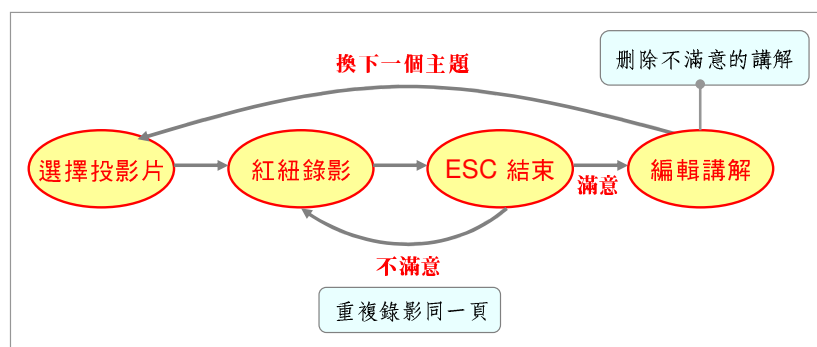 換下一個主題
刪除不滿意的講解
選擇投影片
紅紐錄影
ESC 結束
滿意
編輯講解
不滿意
重複錄影同一頁